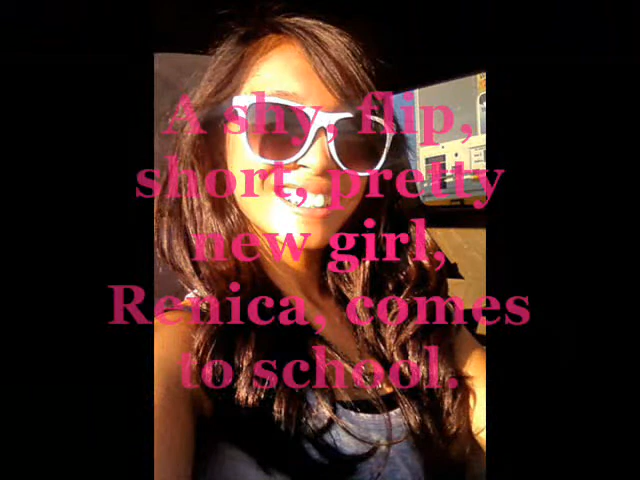 A shy, flip,
short, pretty
new girl,
Renica, comes
to school.